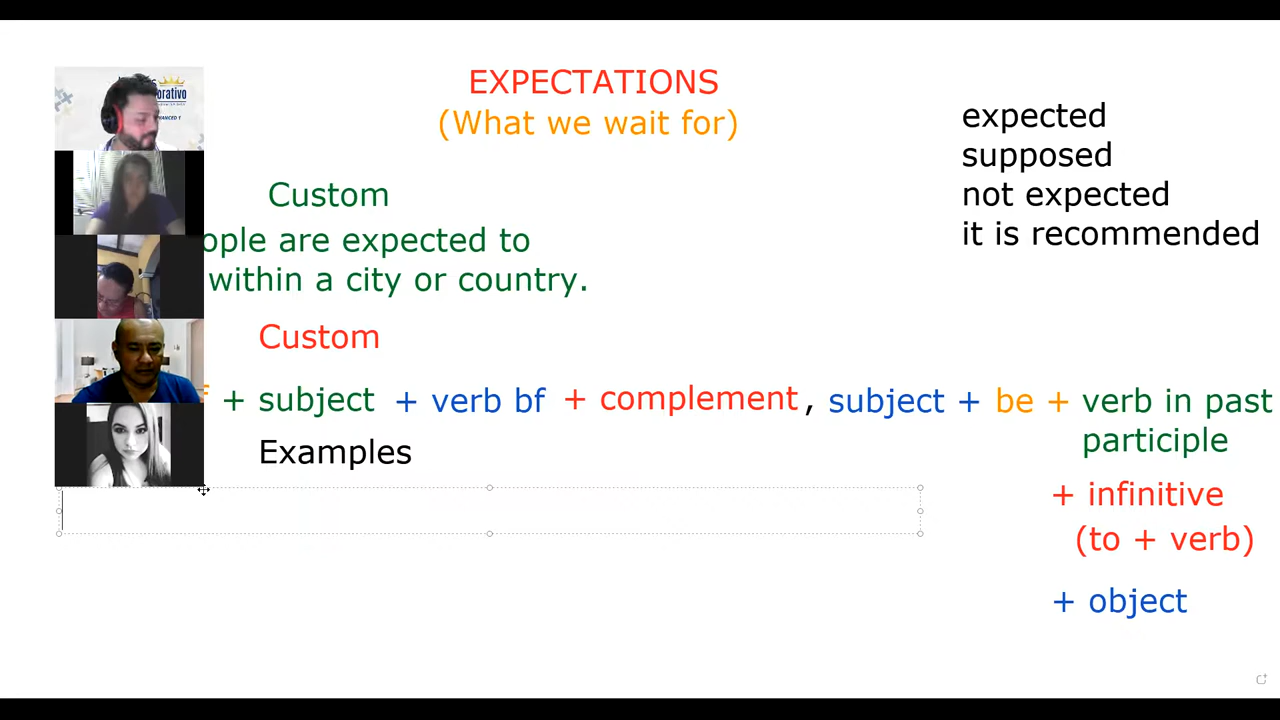 EXPECTATIONS
(What we wait for)
expected
supposed
not expected
it is recommended
Custom
ople are expected to
within a city or country.
Custom
+ subject + verb bf + complement , subject + be + verb in past
participle
Examples
+ infinitive
(to + verb)
+ object